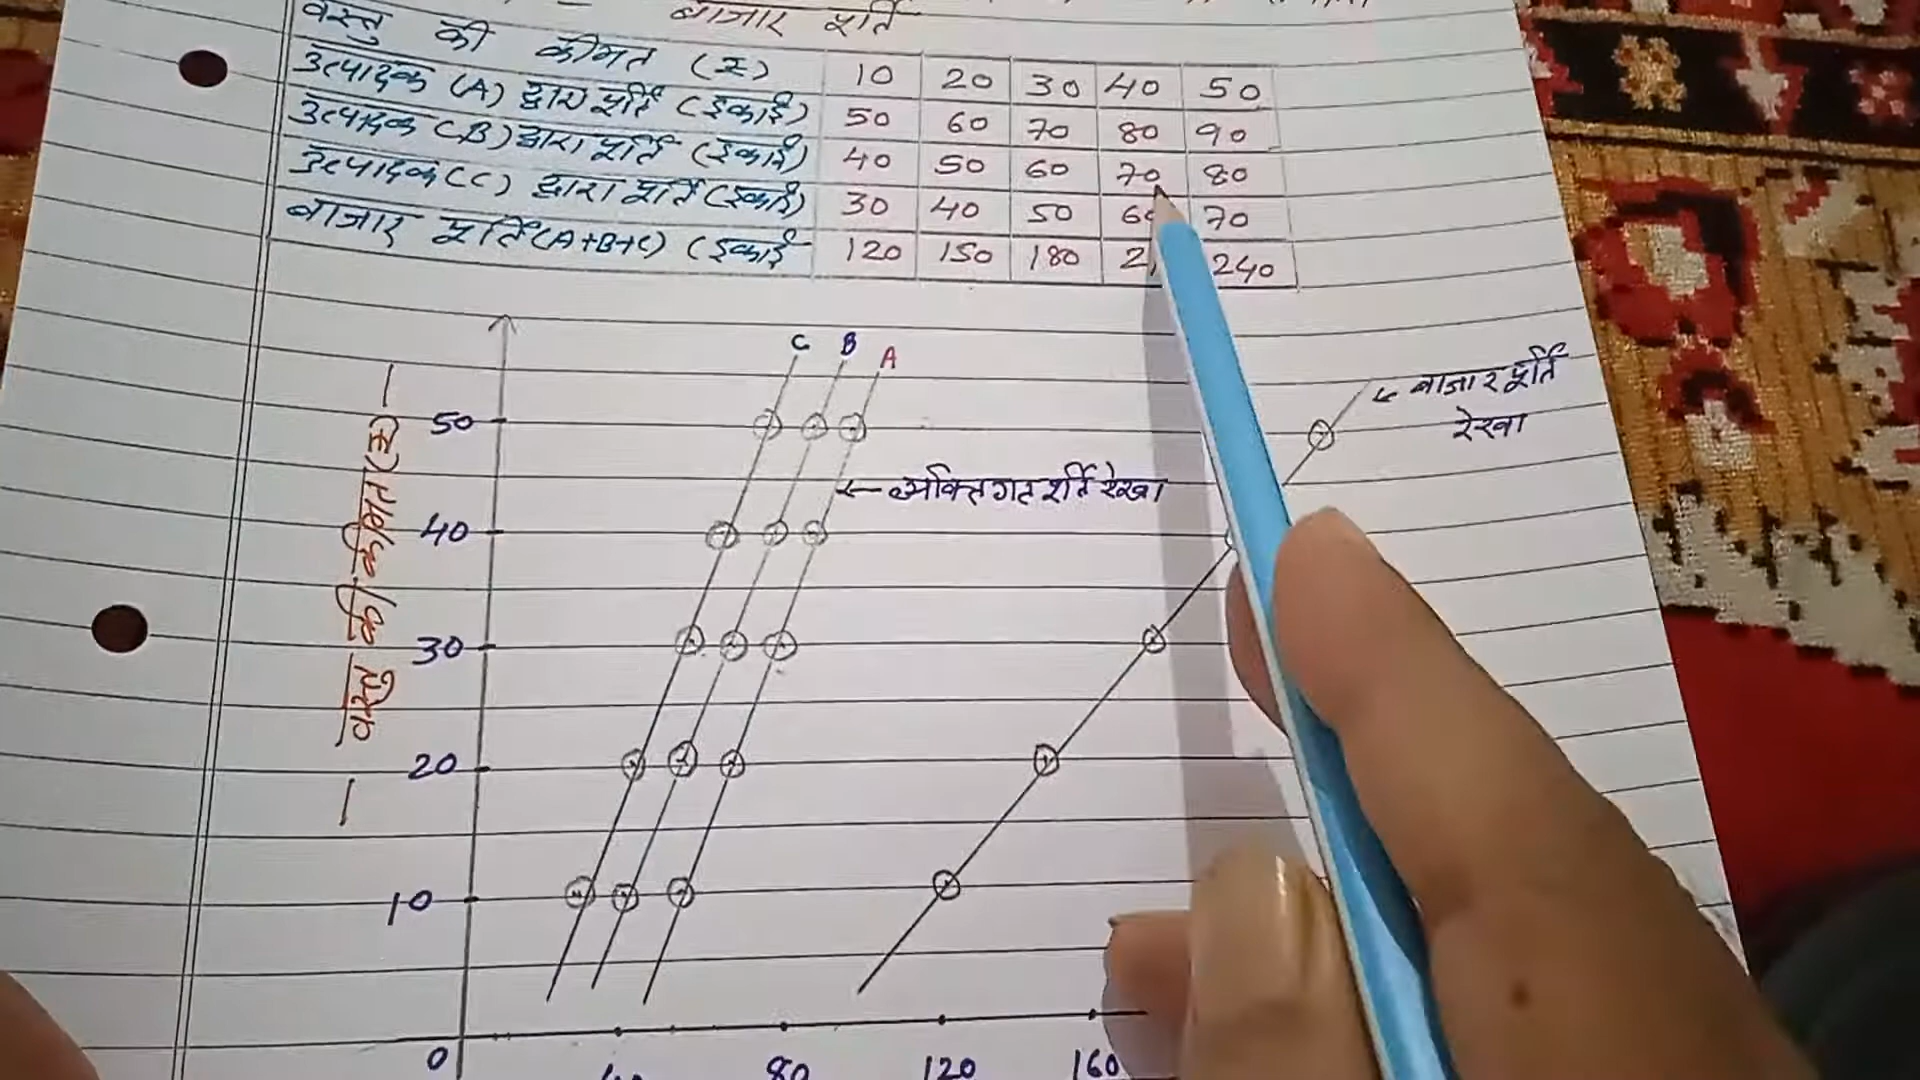 बाजार पूर्ति
वस्तु की कीमत (₹) 10 20 30 40 50
उत्पादक (A) द्वारा पूर्ति (इकाई) 50 60 70 80 90
उत्पादक (B) द्वारा पूर्ति (इकाई) 40 50 60 70 80
उत्पादक (C) द्वारा पूर्ति (इकाई) 30 40 50 60 70
बाजार पूर्ति (A+B+C) (इकाई 120 150 180 240
C B A
← बाजार पूर्ति
रेखा
50
← व्यक्तिगत पूर्ति रेखा
40
30
20
10
0 80 120 160